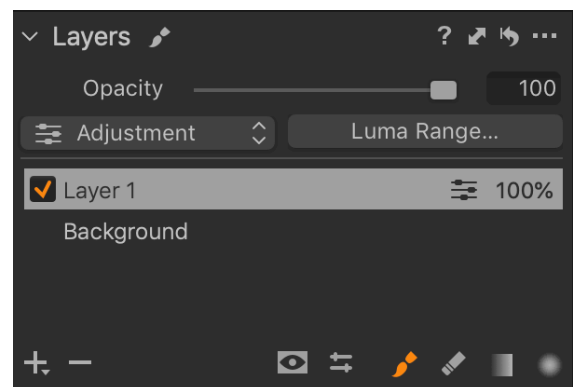 Layers ?
Opacity 100
Adjustment Luma Range...
Layer 1 100%
Background